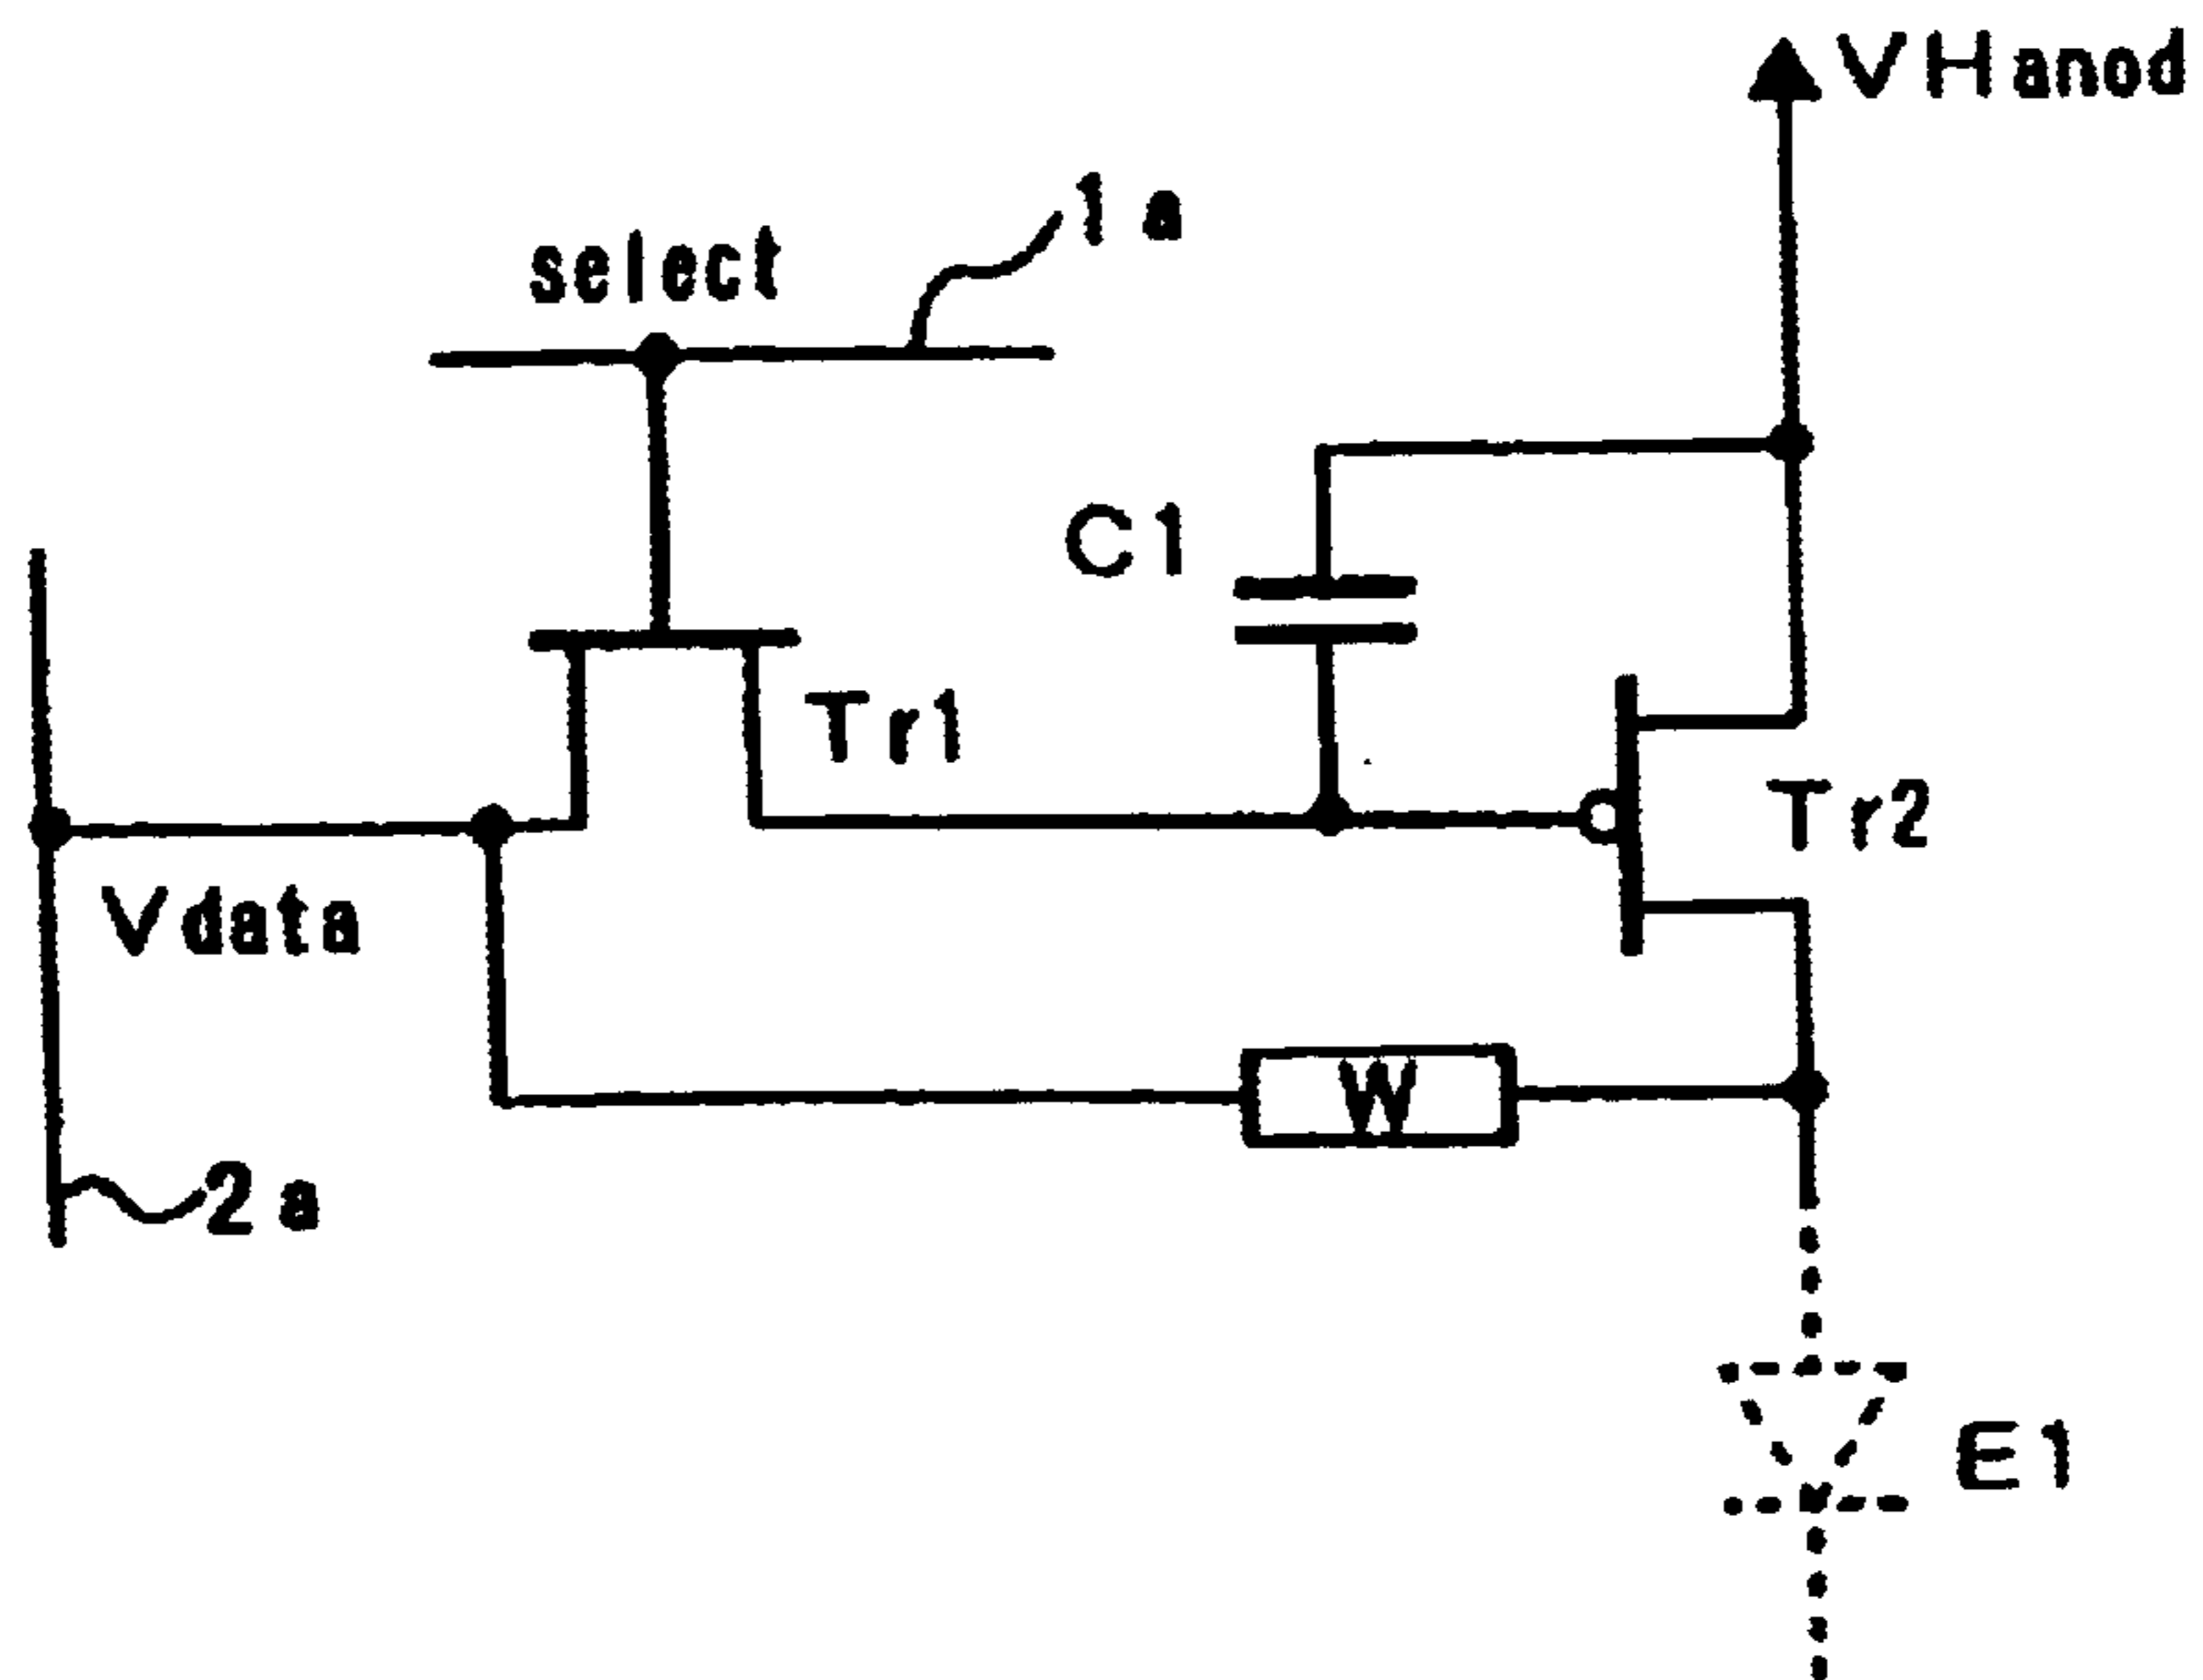 VHanod
1a
select
C1
Tr1
Tr2
Vdata
W
2a
E1